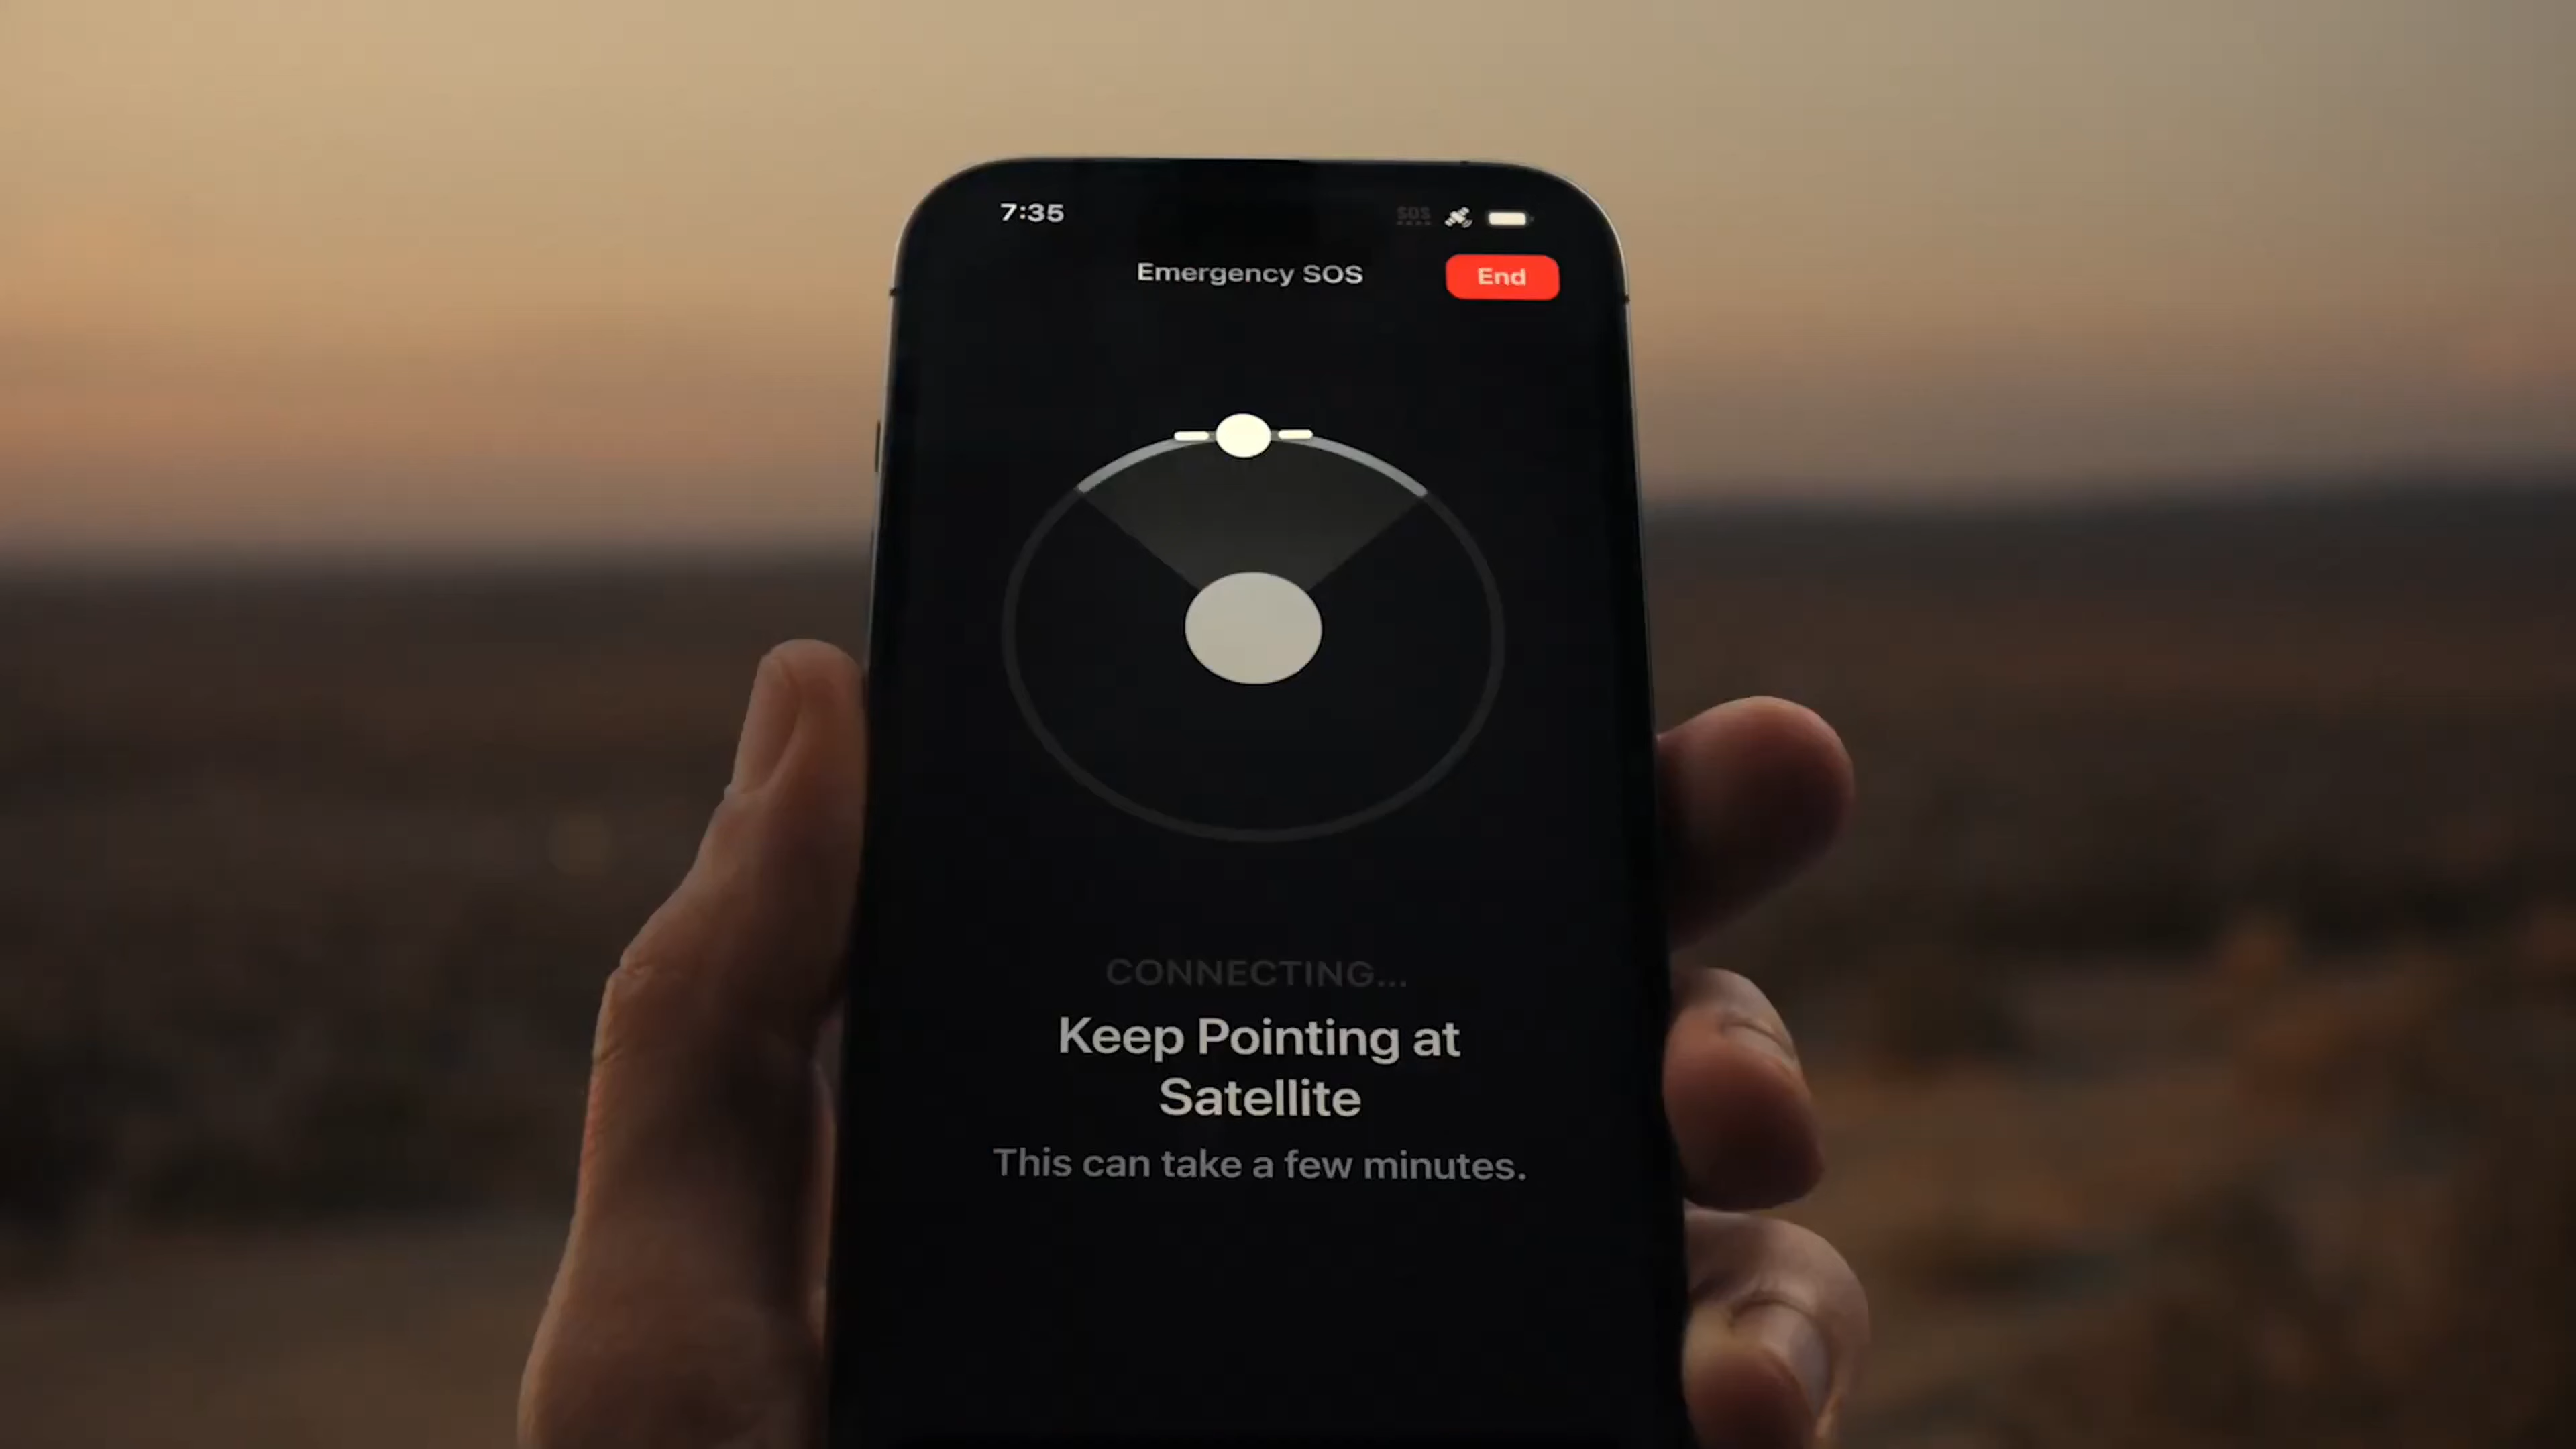 7:35 SOS
Emergency SOS End
CONNECTING...
Keep Pointing at
Satellite
This can take a few minutes.